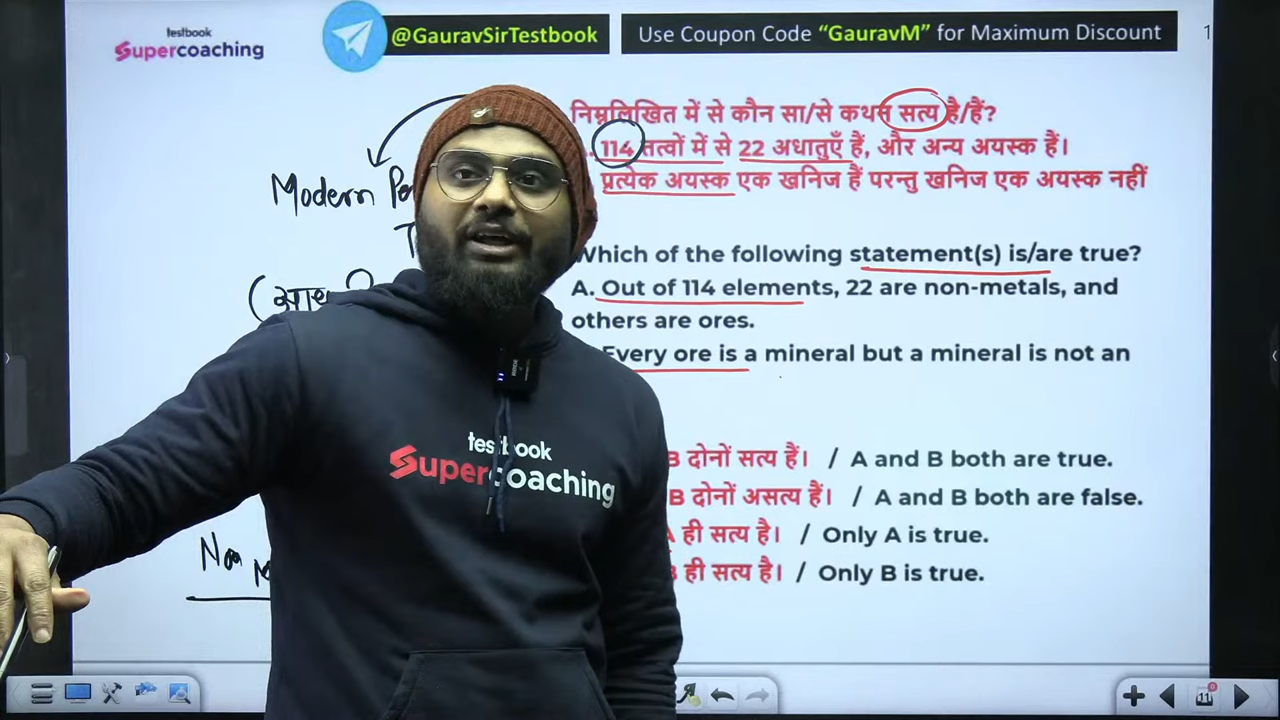 testbook
Supercoaching
@GauravSirTestbook
Use Coupon Code “GauravM” for Maximum Discount
1
निम्नलिखित में से कौन सा/से कथन सत्य है/हैं?
114 तत्वों में से 22 अधातुएँ हैं, और अन्य अयस्क हैं।
प्रत्येक अयस्क एक खनिज हैं परन्तु खनिज एक अयस्क नहीं
Modern
Which of the following statement(s) is/are true?
A. Out of 114 elements, 22 are non-metals, and
others are ores.
Every ore is a mineral but a mineral is not an
B दोनों सत्य हैं। / A and B both are true.
B दोनों असत्य हैं। / A and B both are false.
A ही सत्य है। / Only A is true.
B ही सत्य है। / Only B is true.
Non
testbook
Supercoaching
11